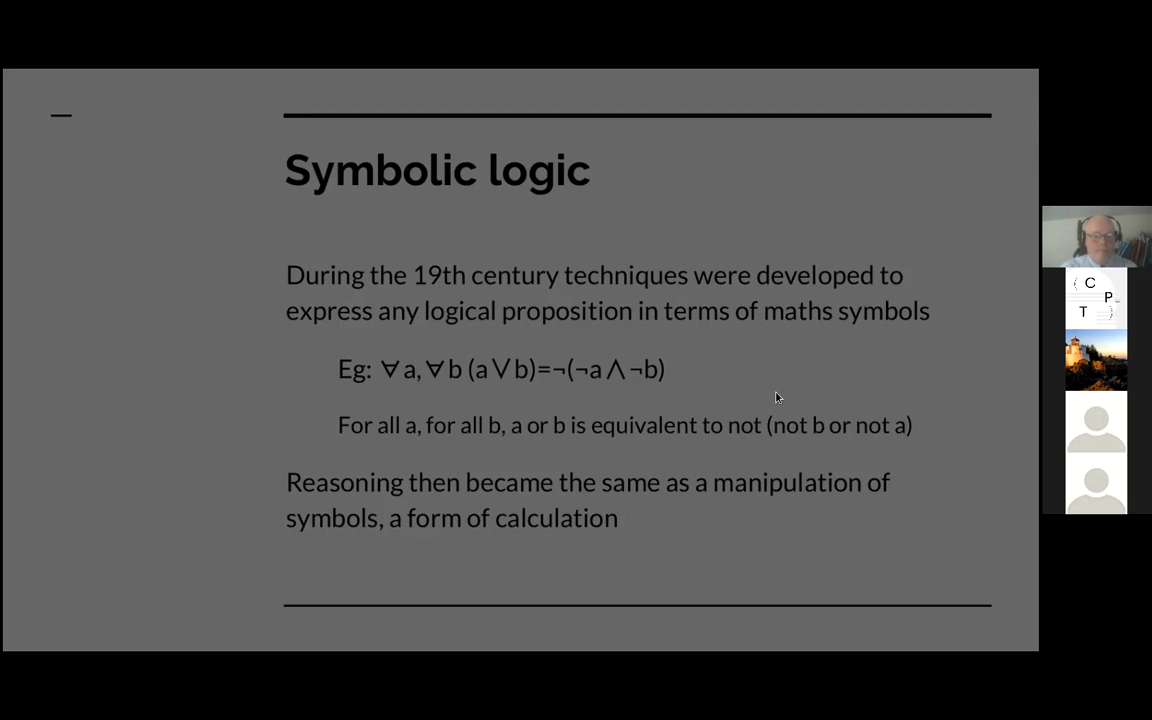 Symbolic logic
During the 19th century techniques were developed to
express any logical proposition in terms of maths symbols
Eg: ∀a,∀b (a∨b)=¬(¬a∧¬b)
For all a, for all b, a or b is equivalent to not (not b or not a)
Reasoning then became the same as a manipulation of
symbols, a form of calculation
C
P
T